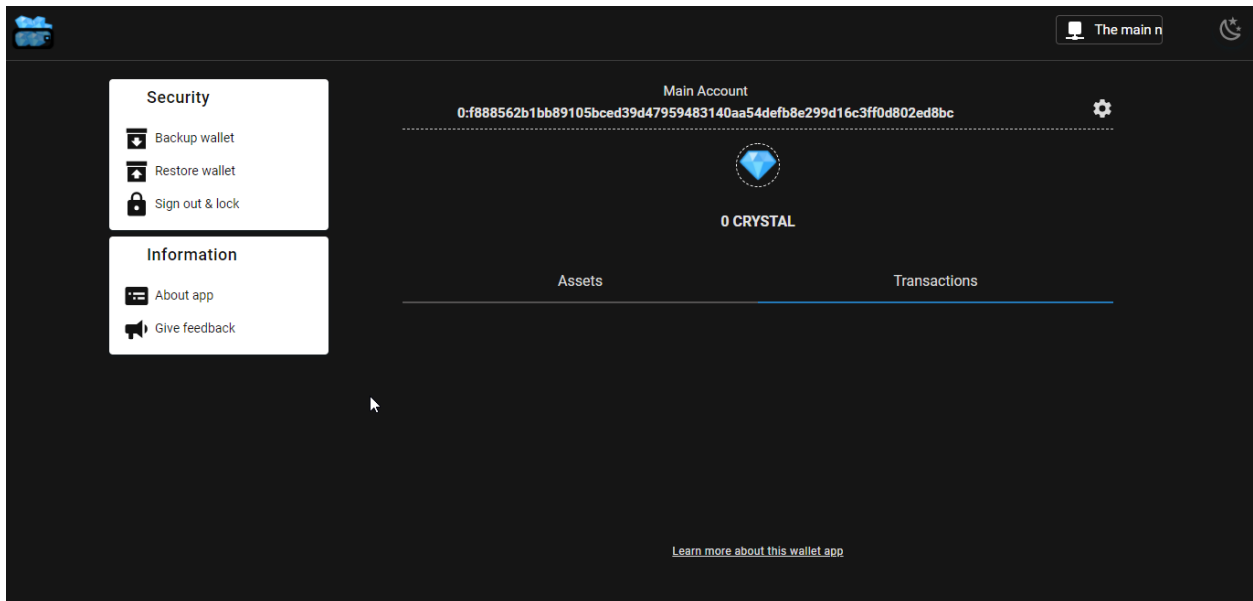 The main n
Security
Backup wallet
Restore wallet
Sign out & lock
Information
About app
Give feedback
Main Account
0:f888562b1bb89105bced39d47959483140aa54defb8e299d16c3ff0d802ed8bc
0 CRYSTAL
Assets
Transactions
Learn more about this wallet app